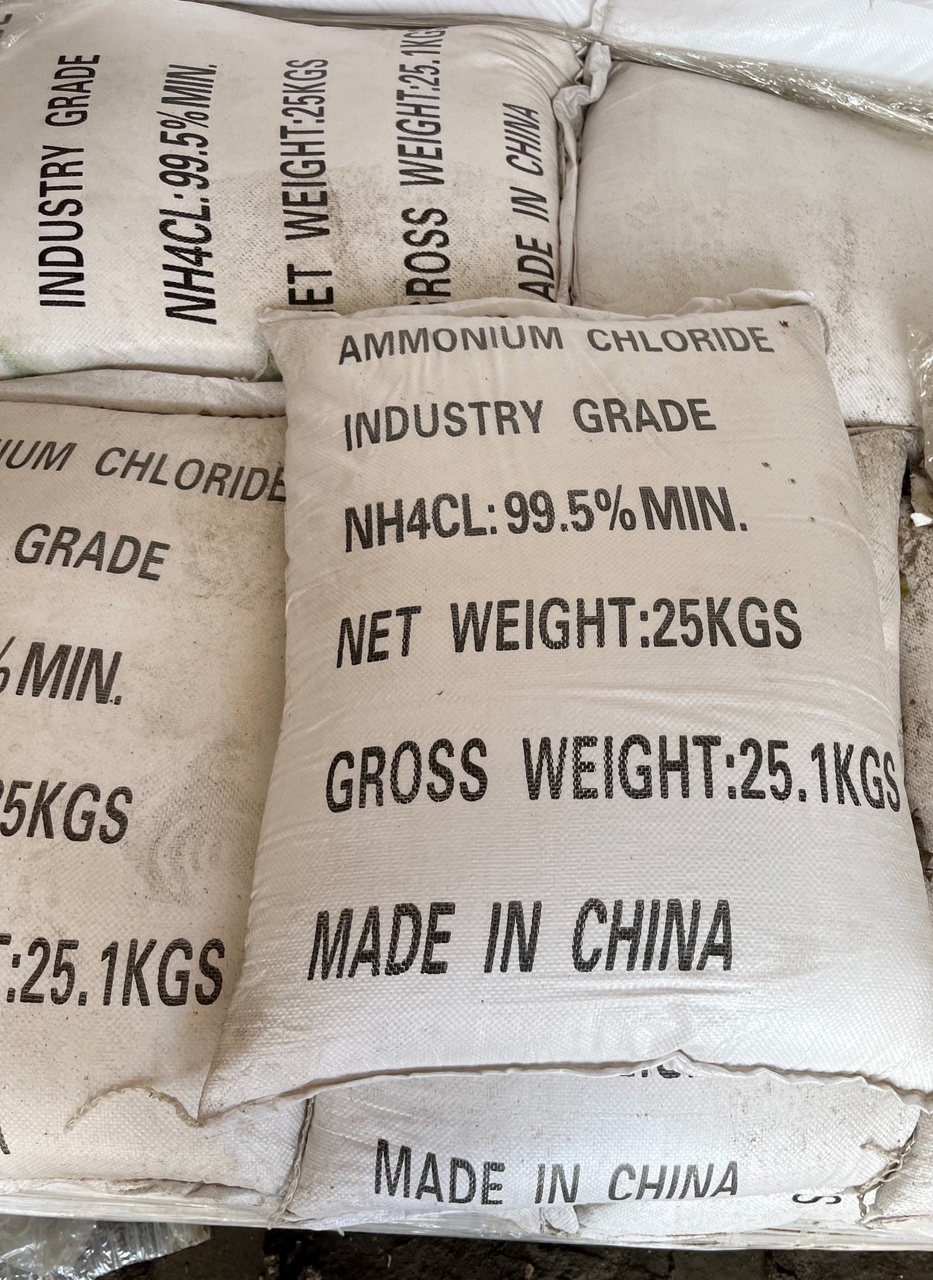 INDUSTRY GRADE
NH4CL:99.5%MIN.
ET WEIGHT:25KGS
ROSS WEIGHT:25.1KG
ADE IN CHINA
AMMONIUM CHLORIDE
INDUSTRY GRADE
NH4CL:99.5%MIN.
NET WEIGHT:25KGS
GROSS WEIGHT:25.1KGS
MADE IN CHINA
IUM CHLORIDE
GRADE
%MIN.
25KGS
T:25.1KGS
MADE IN CHINA